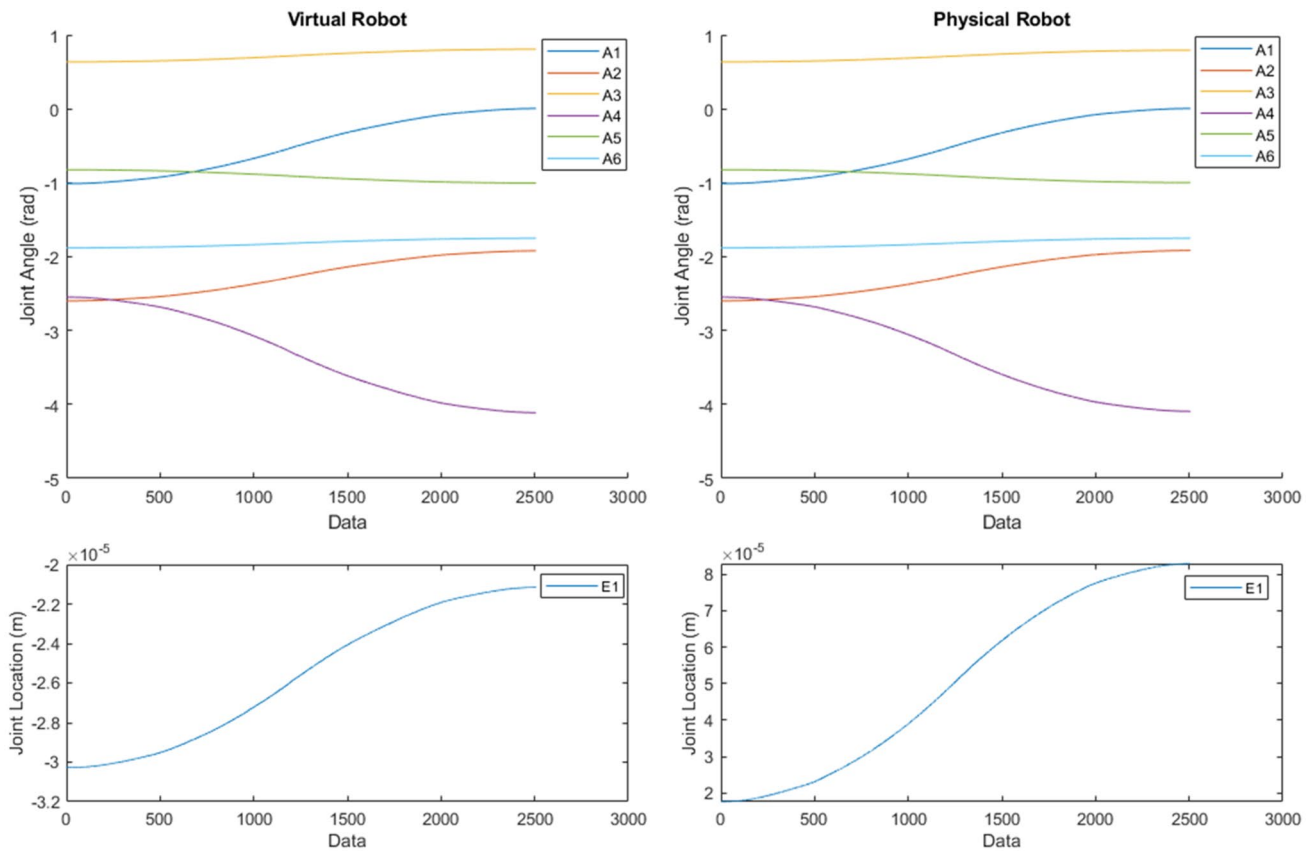 Virtual Robot
1
0
-1
-2
-3
-4
-5
Joint Angle (rad)
A1
A2
A3
A4
A5
A6
0 500 1000 1500 2000 2500 3000
Data
Physical Robot
1
0
-1
-2
-3
-4
-5
Joint Angle (rad)
A1
A2
A3
A4
A5
A6
0 500 1000 1500 2000 2500 3000
Data
×10⁻⁵
-2
-2.2
-2.4
-2.6
-2.8
-3
-3.2
Joint Location (m)
E1
0 500 1000 1500 2000 2500 3000
Data
×10⁻⁵
8
7
6
5
4
3
2
Joint Location (m)
E1
0 500 1000 1500 2000 2500 3000
Data